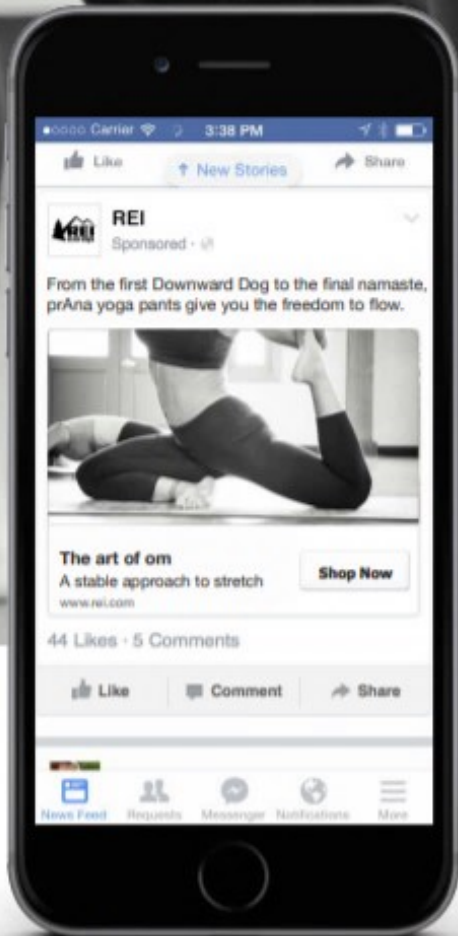 Carrier 3:38 PM
Like ↑ New Stories Share
REI
REI
Sponsored ·
From the first Downward Dog to the final namaste,
prAna yoga pants give you the freedom to flow.
The art of om
A stable approach to stretch
Shop Now
www.rei.com
44 Likes · 5 Comments
Like Comment Share
News Feed Requests Messenger Notifications More